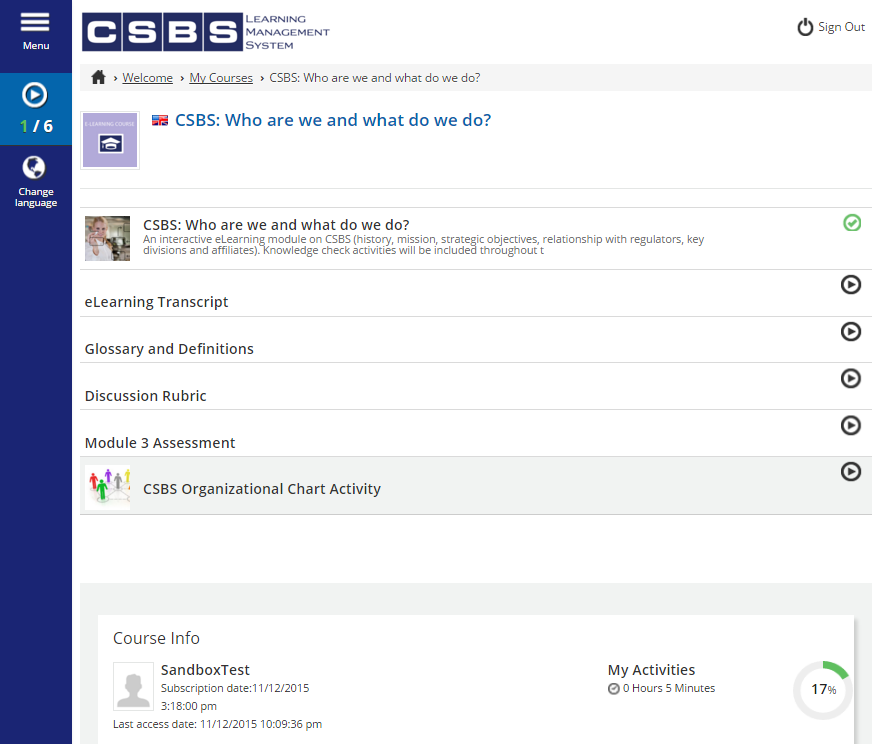 Menu
CSBS
LEARNING
MANAGEMENT
SYSTEM
Sign Out
Welcome › My Courses › CSBS: Who are we and what do we do?
1 / 6
E-LEARNING COURSE
CSBS: Who are we and what do we do?
Change
language
CSBS: Who are we and what do we do?
An interactive eLearning module on CSBS (history, mission, strategic objectives, relationship with regulators, key
divisions and affiliates). Knowledge check activities will be included throughout t
eLearning Transcript
Glossary and Definitions
Discussion Rubric
Module 3 Assessment
CSBS Organizational Chart Activity
Course Info
SandboxTest
Subscription date:11/12/2015
3:18:00 pm
Last access date: 11/12/2015 10:09:36 pm
My Activities
0 Hours 5 Minutes
17%